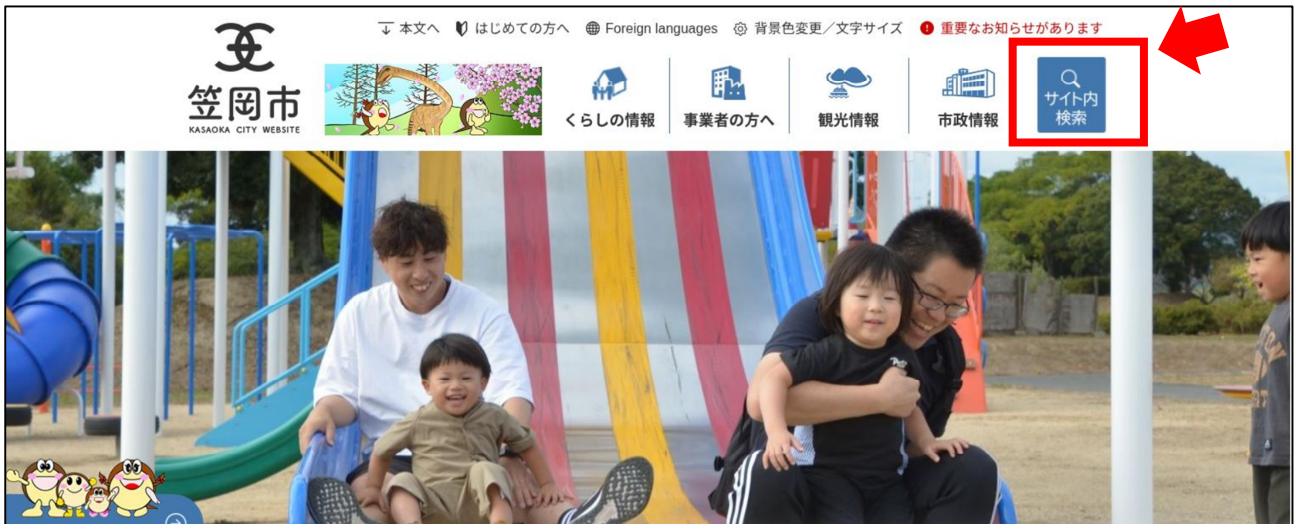 本文へ はじめての方へ Foreign languages 背景色変更／文字サイズ 重要なお知らせがあります
笠岡市
KASAOKA CITY WEBSITE
くらしの情報 事業者の方へ 観光情報 市政情報
サイト内
検索